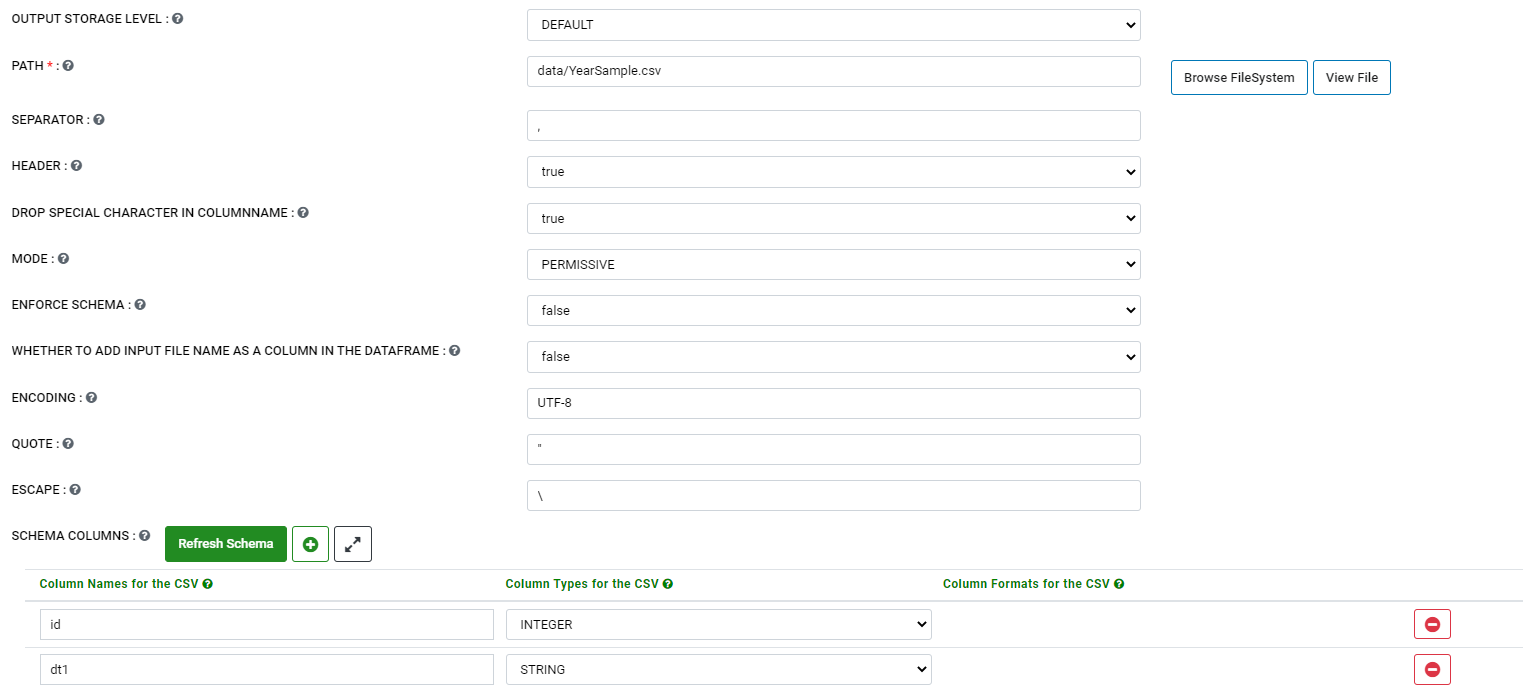 OUTPUT STORAGE LEVEL : DEFAULT
PATH * : data/YearSample.csv Browse FileSystem View File
SEPARATOR : ,
HEADER : true
DROP SPECIAL CHARACTER IN COLUMNNAME : true
MODE : PERMISSIVE
ENFORCE SCHEMA : false
WHETHER TO ADD INPUT FILE NAME AS A COLUMN IN THE DATAFRAME : false
ENCODING : UTF-8
QUOTE : "
ESCAPE : \
SCHEMA COLUMNS : Refresh Schema
Column Names for the CSV Column Types for the CSV Column Formats for the CSV
id INTEGER
dt1 STRING